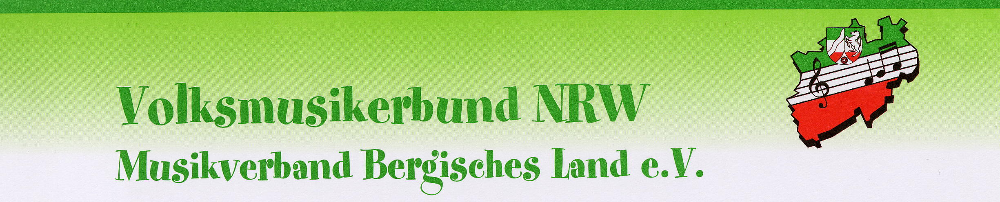 Volksmusikerbund NRW
Musikverband Bergisches Land e.V.